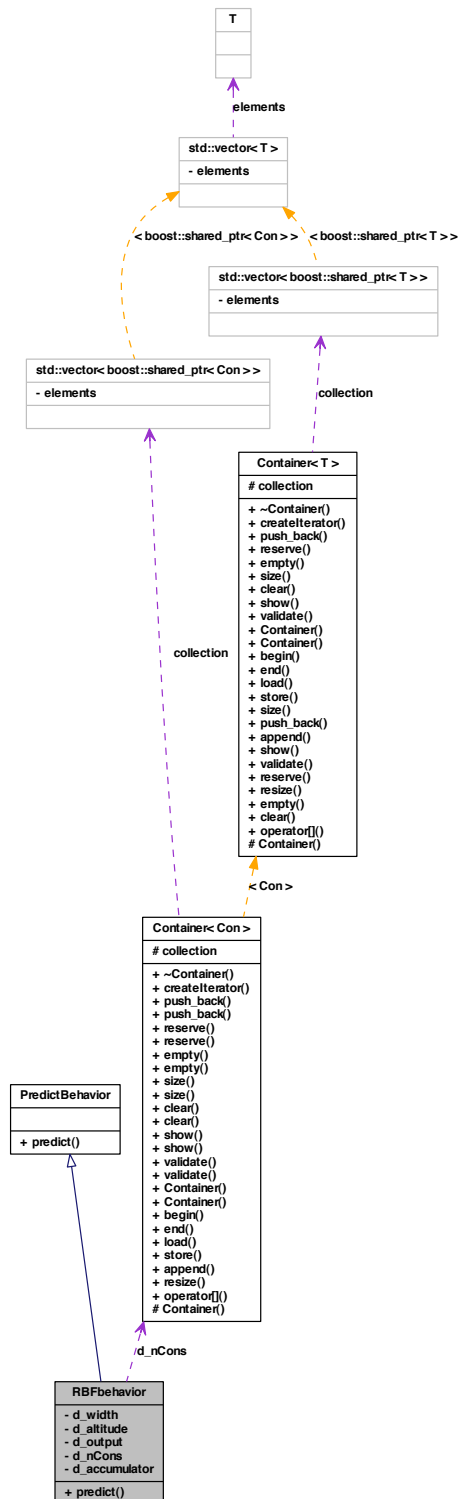 T
elements
std::vector< T >
- elements
< boost::shared_ptr< Con > >
< boost::shared_ptr< T > >
std::vector< boost::shared_ptr< T > >
- elements
std::vector< boost::shared_ptr< Con > >
- elements
collection
Container< T >
# collection
+ ~Container()
+ createIterator()
+ push_back()
+ reserve()
+ empty()
+ size()
+ clear()
+ show()
+ validate()
+ Container()
+ Container()
+ begin()
+ end()
+ load()
+ store()
+ size()
+ push_back()
+ append()
+ show()
+ validate()
+ reserve()
+ resize()
+ empty()
+ clear()
+ operator[]()
# Container()
collection
< Con >
Container< Con >
# collection
+ ~Container()
+ createIterator()
+ push_back()
+ push_back()
+ reserve()
+ reserve()
+ empty()
+ empty()
+ size()
+ size()
+ clear()
+ clear()
+ show()
+ show()
+ validate()
+ validate()
+ Container()
+ Container()
+ begin()
+ end()
+ load()
+ store()
+ append()
+ resize()
+ operator[]()
# Container()
PredictBehavior
+ predict()
d_nCons
RBFbehavior
- d_width
- d_altitude
- d_output
- d_nCons
- d_accumulator
+ predict()